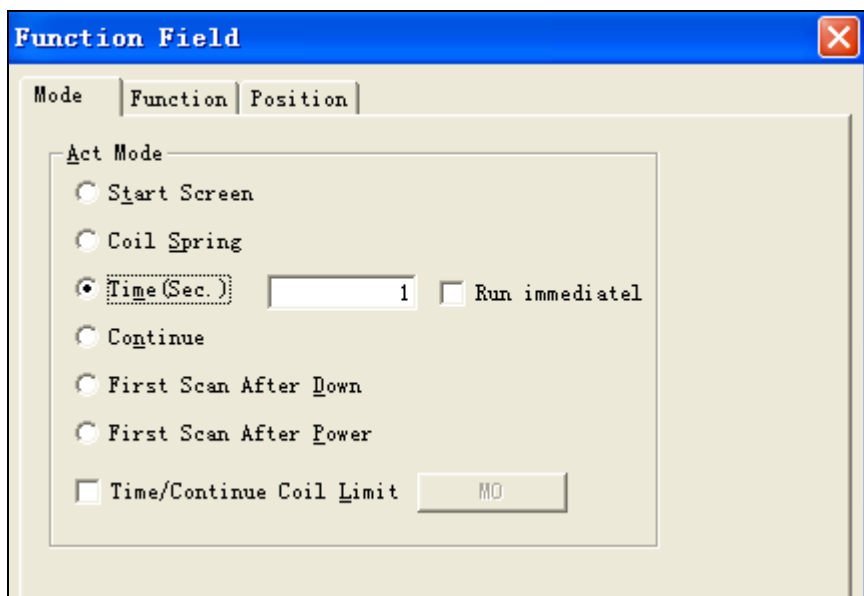 Function Field
Mode Function Position
Act Mode
Start Screen
Coil Spring
Time(Sec.) 1 Run immediatel
Continue
First Scan After Down
First Scan After Power
Time/Continue Coil Limit M0